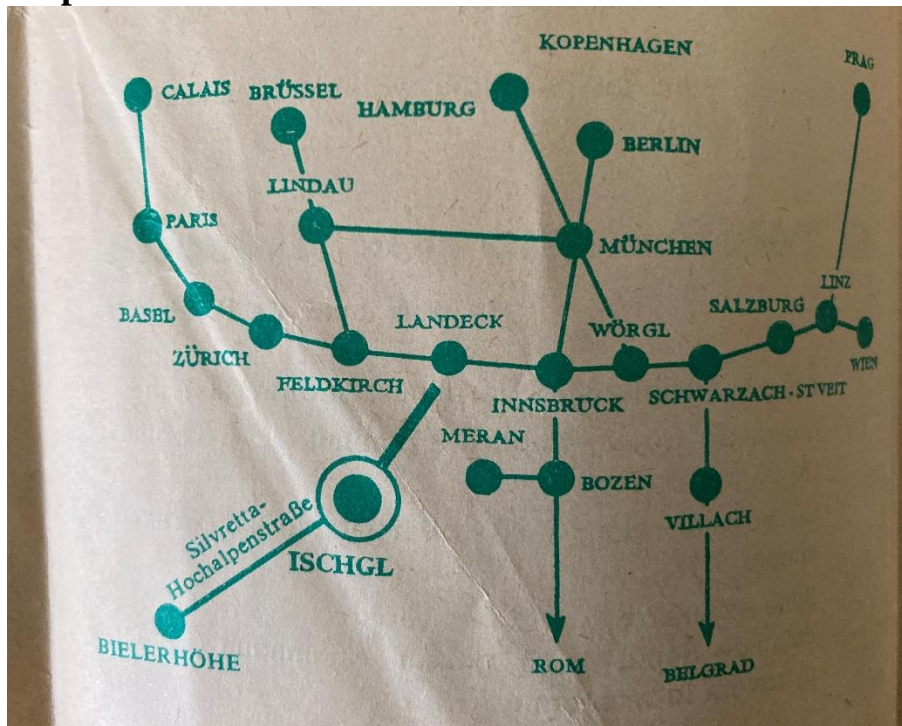 KOPENHAGEN
PRAG
CALAIS
BRÜSSEL
HAMBURG
BERLIN
LINDAU
PARIS
MÜNCHEN
LINZ
BASEL
LANDECK
WÖRGL
SALZBURG
ZÜRICH
WIEN
FELDKIRCH
INNSBRUCK
SCHWARZACH·ST VEIT
MERAN
BOZEN
VILLACH
Silvretta-
Hochalpenstraße
ISCHGL
BIELERHÖHE
ROM
BELGRAD